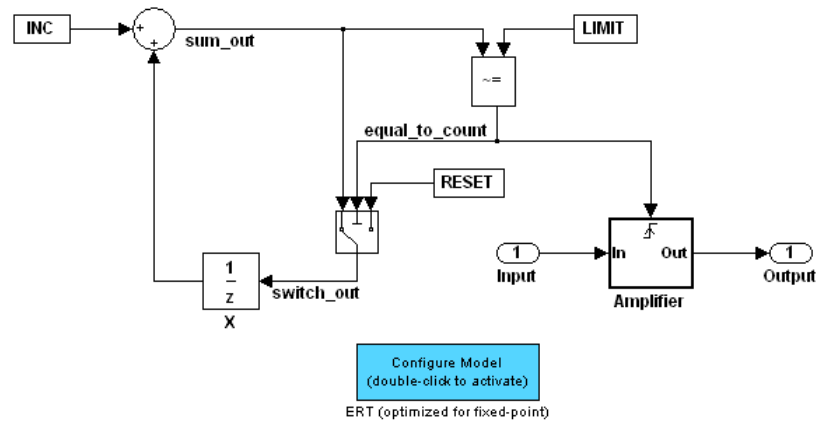 INC
+
+
sum_out
LIMIT
~=
equal_to_count
RESET
1
z
X
switch_out
1
Input
In
Out
Amplifier
1
Output
Configure Model
(double-click to activate)
ERT (optimized for fixed-point)